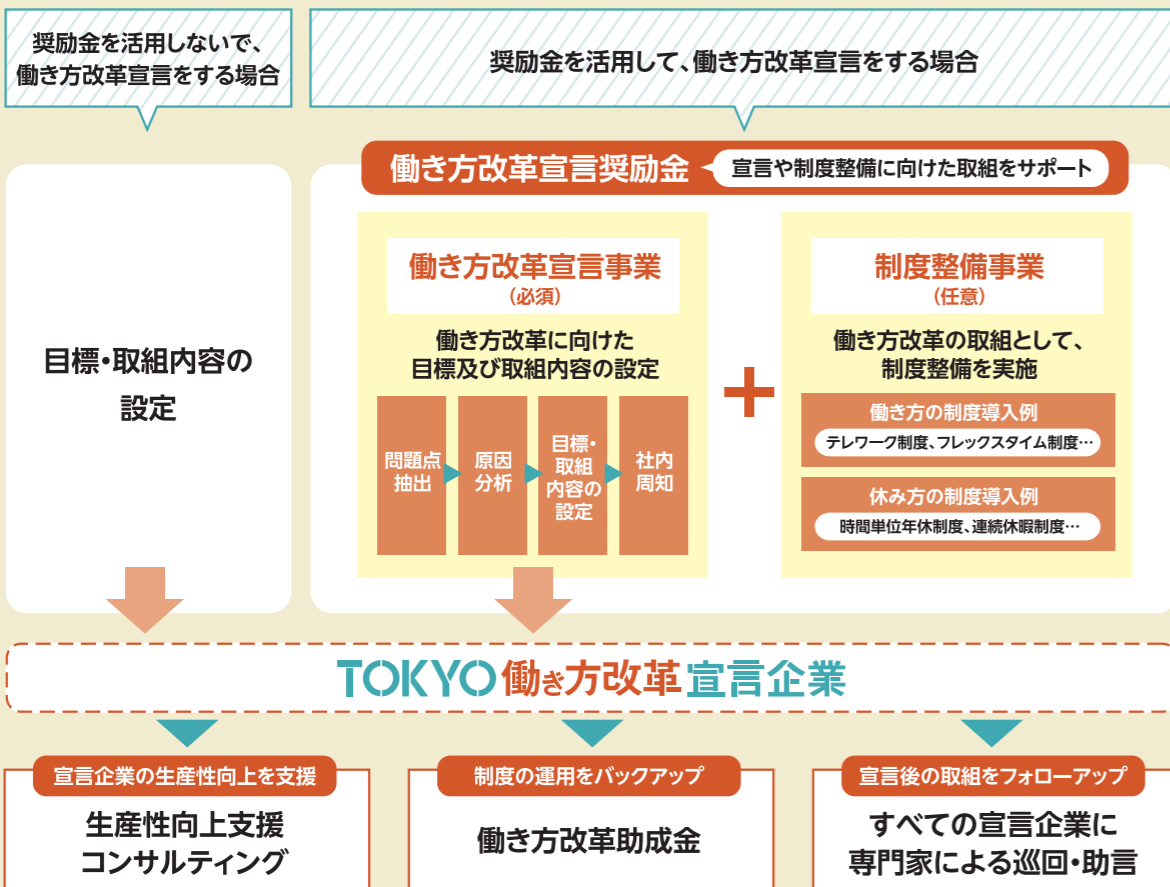 奨励金を活用しないで、
働き方改革宣言をする場合
奨励金を活用して、働き方改革宣言をする場合
目標・取組内容の
設定
働き方改革宣言奨励金
宣言や制度整備に向けた取組をサポート
働き方改革宣言事業
（必須）
働き方改革に向けた
目標及び取組内容の設定
問題点
抽出
原因
分析
目標・
取組
内容の
設定
社内
周知
+
制度整備事業
（任意）
働き方改革の取組として、
制度整備を実施
働き方の制度導入例
テレワーク制度、フレックスタイム制度…
休み方の制度導入例
時間単位年休制度、連続休暇制度…
TOKYO働き方改革宣言企業
宣言企業の生産性向上を支援
生産性向上支援
コンサルティング
制度の運用をバックアップ
働き方改革助成金
宣言後の取組をフォローアップ
すべての宣言企業に
専門家による巡回・助言